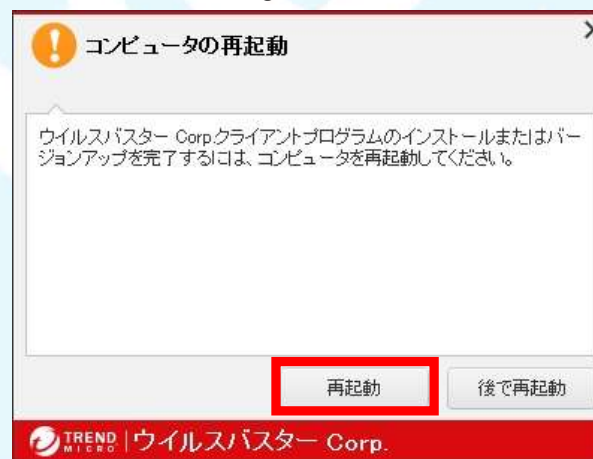 コンピュータの再起動
ウイルスバスター Corp.クライアントプログラムのインストールまたはバー
ジョンアップを完了するには、コンピュータを再起動してください。
再起動
後で再起動
TREND MICRO | ウイルスバスター Corp.